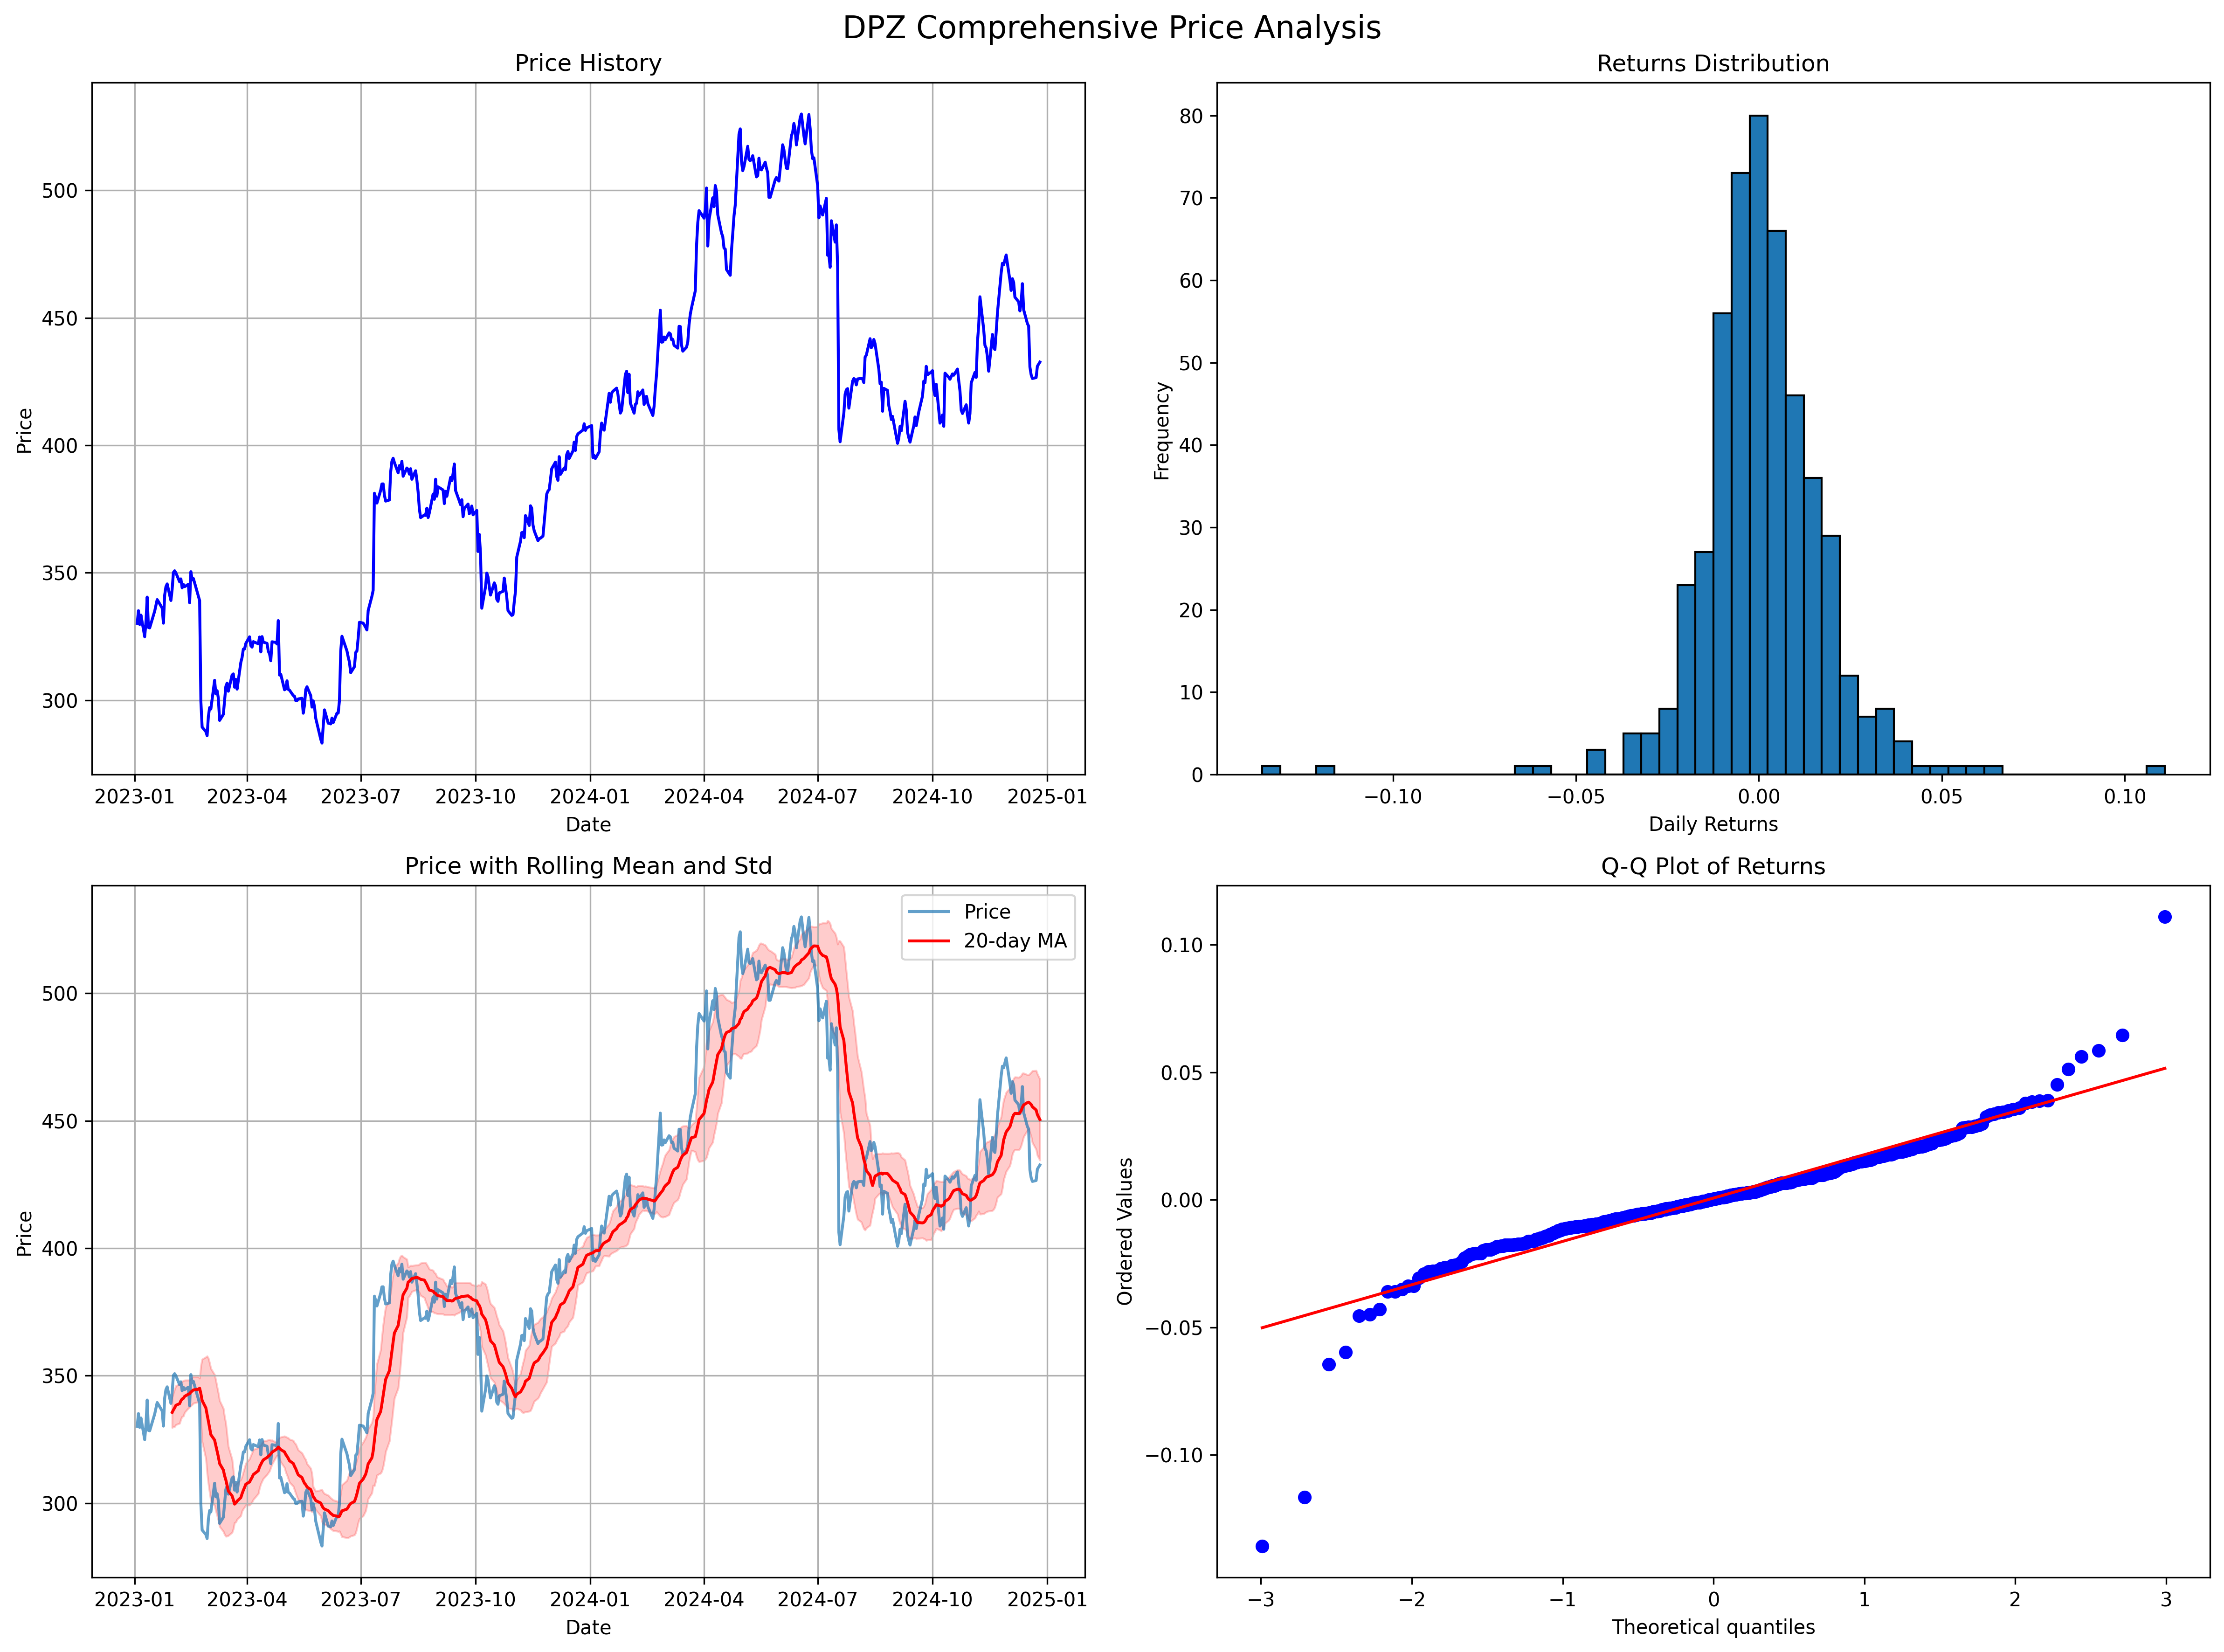 DPZ Comprehensive Price Analysis
Price History
500
450
400
350
300
Price
2023-01 2023-04 2023-07 2023-10 2024-01 2024-04 2024-07 2024-10 2025-01
Date
Returns Distribution
80
70
60
50
40
30
20
10
0
Frequency
−0.10 −0.05 0.00 0.05 0.10
Daily Returns
Price with Rolling Mean and Std
Price
20-day MA
500
450
400
350
300
Price
2023-01 2023-04 2023-07 2023-10 2024-01 2024-04 2024-07 2024-10 2025-01
Date
Q-Q Plot of Returns
0.10
0.05
0.00
−0.05
−0.10
Ordered Values
−3 −2 −1 0 1 2 3
Theoretical quantiles